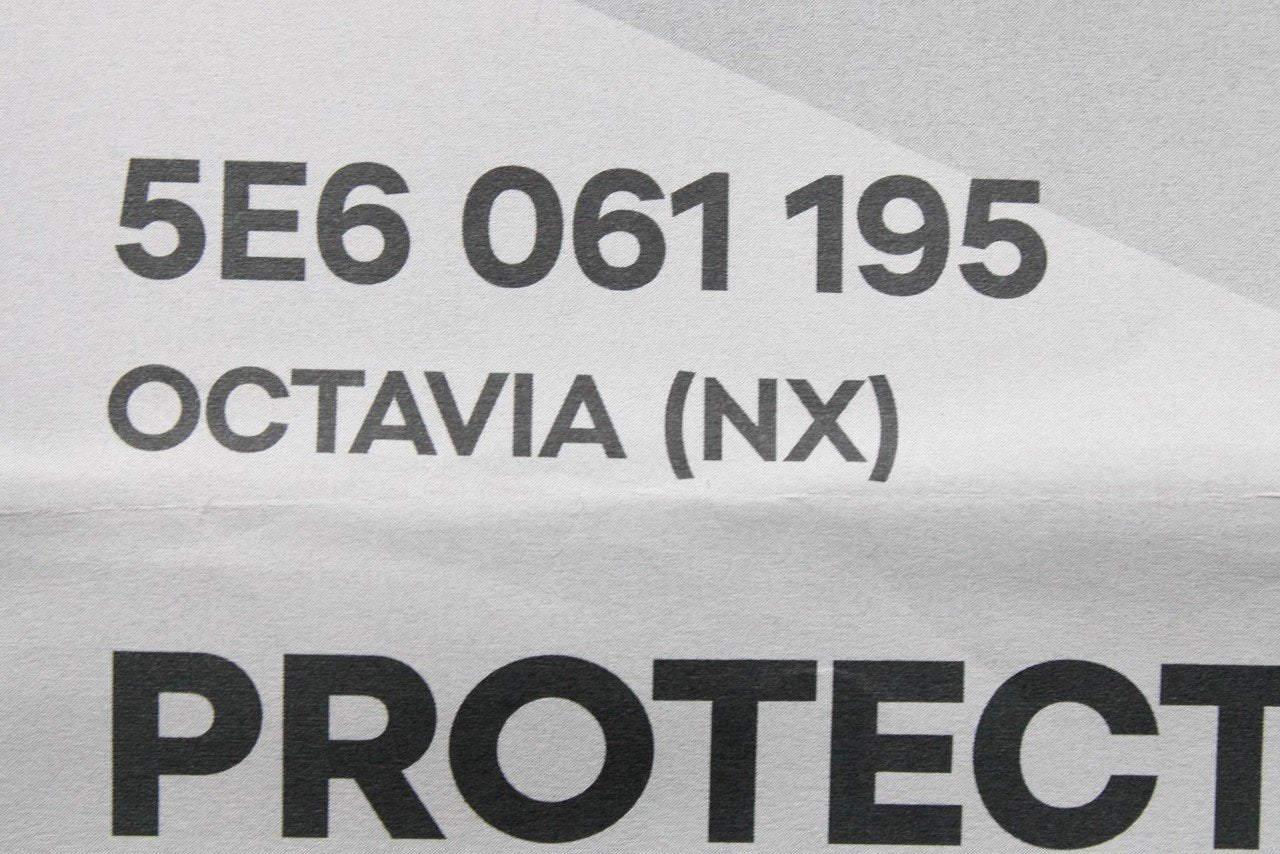 5E6 061 195
OCTAVIA (NX)
PROTECT